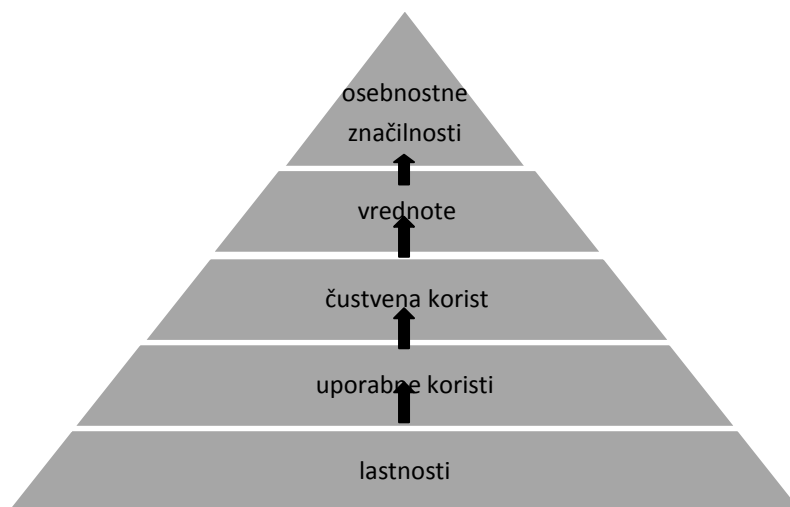 osebnostne
značilnosti
vrednote
čustvena korist
uporabne koristi
lastnosti